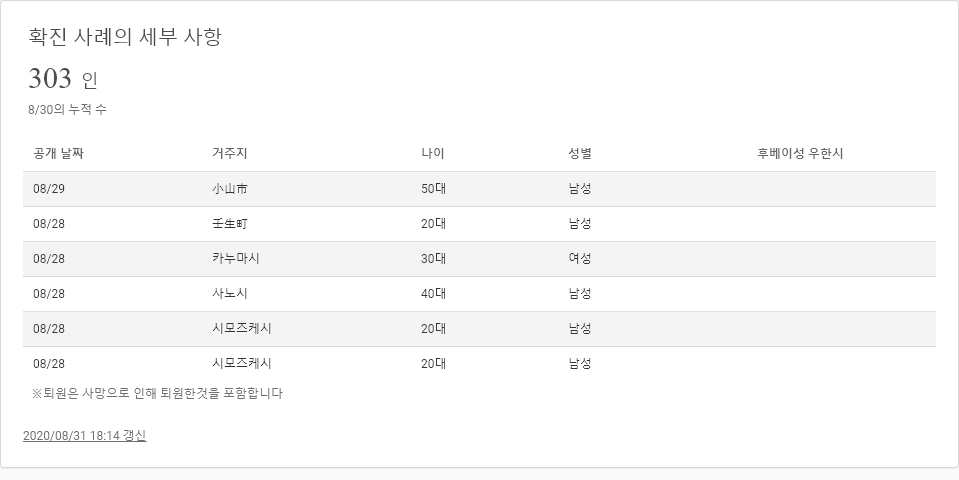 확진 사례의 세부 사항
303 인
8/30의 누적 수
공개 날짜 거주지 나이 성별 후베이성 우한시
08/29 小山市 50대 남성
08/28 壬生町 20대 남성
08/28 카누마시 30대 여성
08/28 사노시 40대 남성
08/28 시모즈케시 20대 남성
08/28 시모즈케시 20대 남성
※퇴원은 사망으로 인해 퇴원한것을 포함합니다
2020/08/31 18:14 갱신